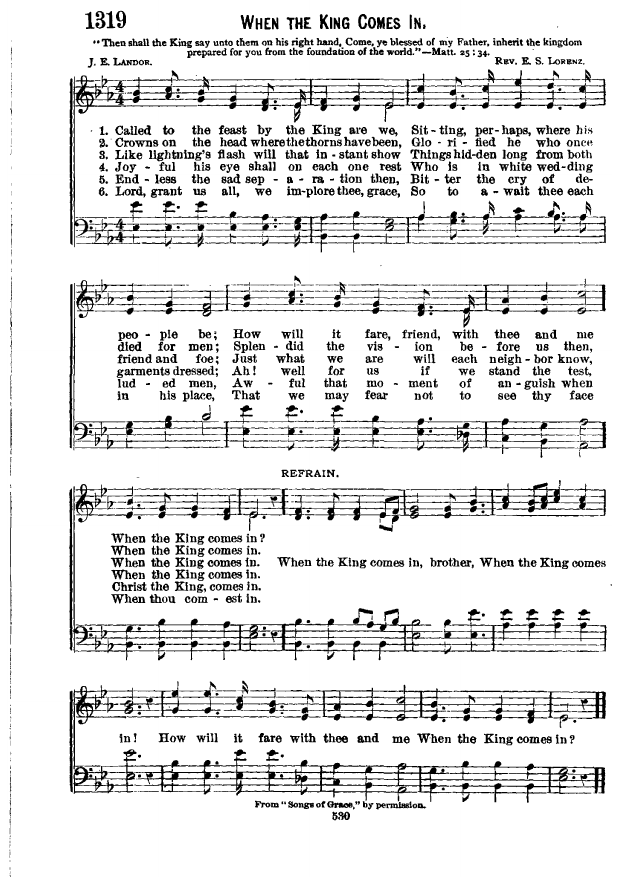 1319
WHEN THE KING COMES IN.
"Then shall the King say unto them on his right hand, Come, ye blessed of my Father, inherit the kingdom
prepared for you from the foundation of the world."—Matt. 25:34.
J. E. LANDOR. REV. E. S. LORENZ.
1. Called to the feast by the King are we, Sit - ting, per - haps, where his
2. Crowns on the head where the thorns have been, Glo - ri - fied he who once
3. Like lightning's flash will that in - stant show Things hid - den long from both
4. Joy - ful his eye shall on each one rest Who is in white wed - ding
5. End - less the sad sep - a - ra - tion then, Bit - ter the cry of de-
6. Lord, grant us all, we im - plore thee, grace, So to a - wait thee each
peo - ple be; How will it fare, friend, with thee and me
died for men; Splen - did the vis - ion be - fore us then,
friend and foe; Just what we are will each neigh - bor know,
garments dressed; Ah! well for us if we stand the test,
lud - ed men, Aw - ful that mo - ment of an - guish when
in his place, That we may fear not to see thy face
REFRAIN.
When the King comes in?
When the King comes in.
When the King comes in. When the King comes in, brother, When the King comes
When the King comes in.
Christ the King, comes in.
When thou com - est in.
in! How will it fare with thee and me When the King comes in?
From "Songs of Grace," by permission.
530